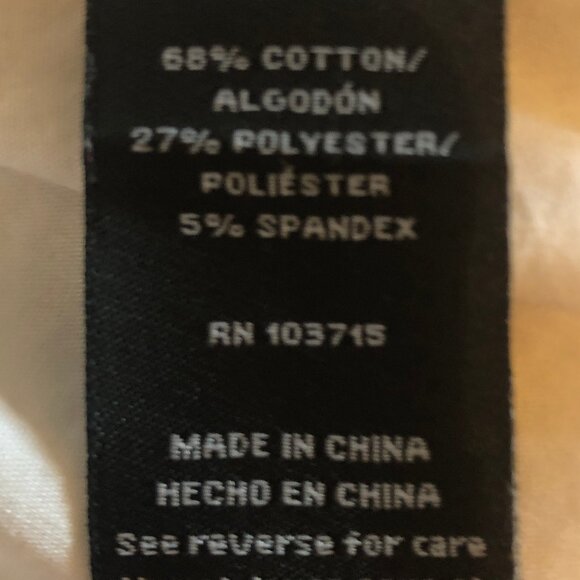 68% COTTON/
ALGODÓN
27% POLYESTER/
POLIÉSTER
5% SPANDEX
RN 103715
MADE IN CHINA
HECHO EN CHINA
See reverse for care